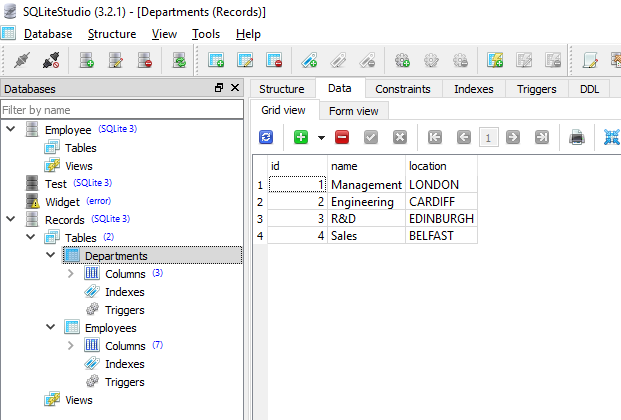 SQLiteStudio (3.2.1) - [Departments (Records)]
Database Structure View Tools Help
Databases
Filter by name
Employee (SQLite 3)
Tables
Views
Test (SQLite 3)
Widget (error)
Records (SQLite 3)
Tables (2)
Departments
Columns (3)
Indexes
Triggers
Employees
Columns (7)
Indexes
Triggers
Views
Structure Data Constraints Indexes Triggers DDL
Grid view Form view
1
id name location
1 1 Management LONDON
2 2 Engineering CARDIFF
3 3 R&D EDINBURGH
4 4 Sales BELFAST